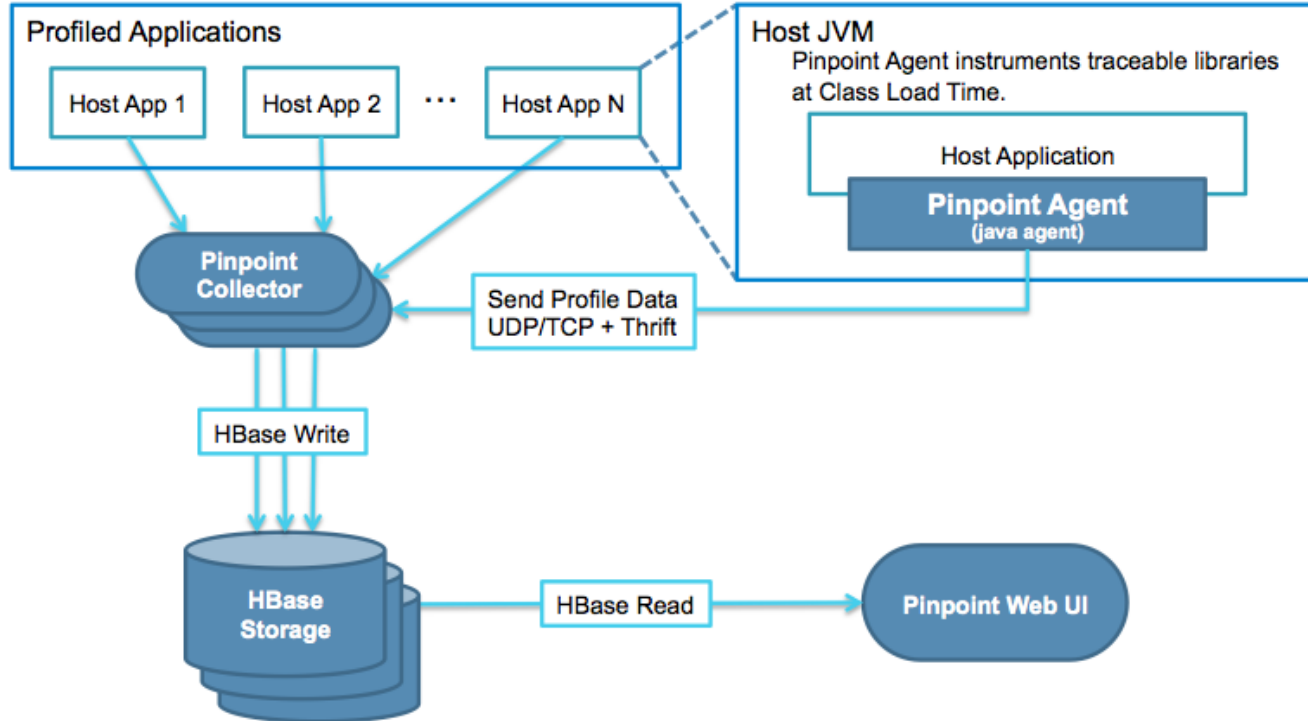 Profiled Applications
Host App 1
Host App 2
...
Host App N
Host JVM
Pinpoint Agent instruments traceable libraries
at Class Load Time.
Host Application
Pinpoint Agent
(java agent)
Pinpoint
Collector
Send Profile Data
UDP/TCP + Thrift
HBase Write
HBase
Storage
HBase Read
Pinpoint Web UI